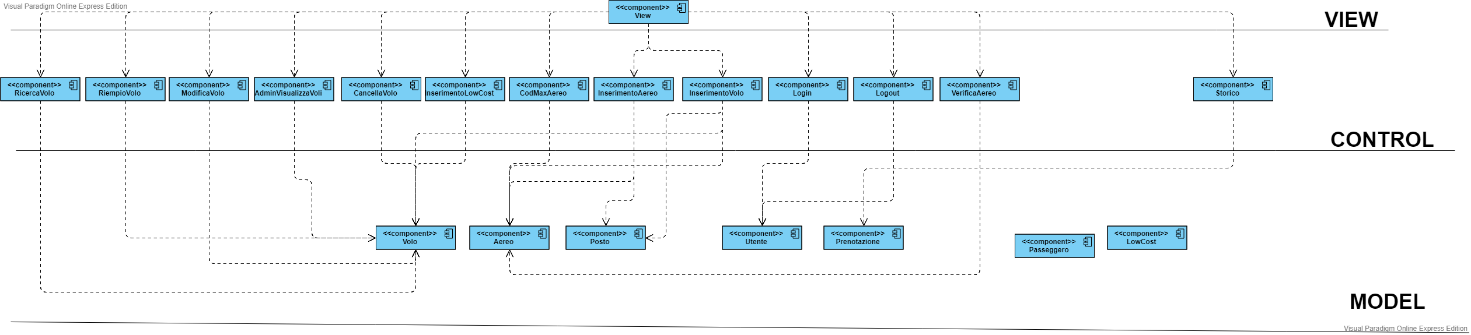 Visual Paradigm Online Express Edition
<<component>>
View
VIEW
<<component>>
RicercaVolo
<<component>>
RiempioVolo
<<component>>
ModificaVolo
<<component>>
AdminVisualizzaVoli
<<component>>
CancellaVolo
<<component>>
InserimentoLowCost
<<component>>
CodMaxAereo
<<component>>
InserimentoAereo
<<component>>
InserimentoVolo
<<component>>
Login
<<component>>
Logout
<<component>>
VerificaAereo
<<component>>
Storico
CONTROL
<<component>>
Volo
<<component>>
Aereo
<<component>>
Posto
<<component>>
Utente
<<component>>
Prenotazione
<<component>>
Passeggero
<<component>>
LowCost
MODEL
Visual Paradigm Online Express Edition